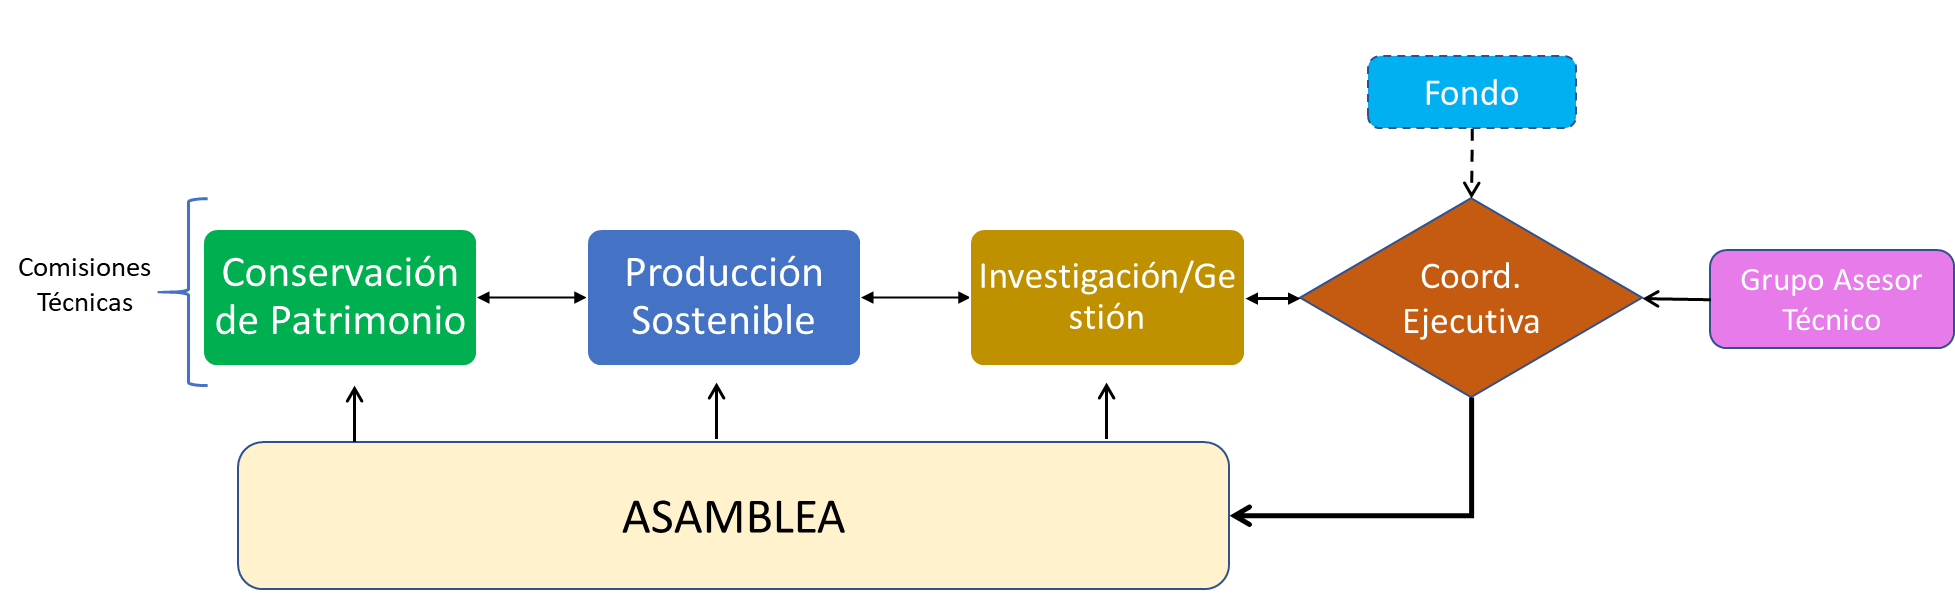 Fondo
Comisiones
Técnicas
Conservación
de Patrimonio
Producción
Sostenible
Investigación/Ge
stión
Coord.
Ejecutiva
Grupo Asesor
Técnico
ASAMBLEA